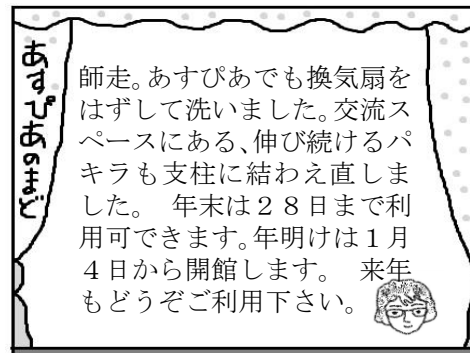 あすぴあのまど
師走。あすぴあでも換気扇を
はずして洗いました。交流ス
ペースにある、伸び続けるパ
キラも支柱に結わえ直しま
した。　年末は２８日まで利
用可できます。年明けは１月
４日から開館します。　来年
もどうぞご利用下さい。